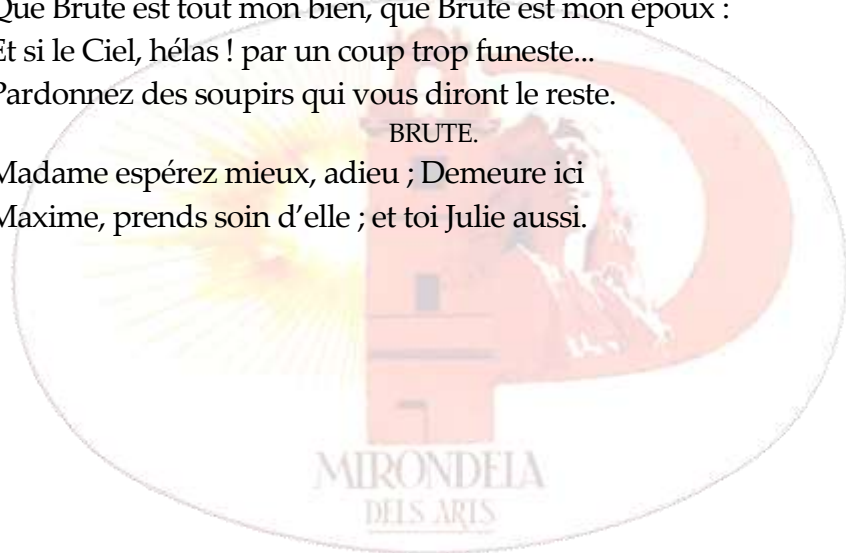 Que Brute est tout mon bien, que Brute est mon époux :
Et si le Ciel, hélas ! par un coup trop funeste...
Pardonnez des soupirs qui vous diront le reste.
BRUTE.
Madame espérez mieux, adieu ; Demeure ici
Maxime, prends soin d’elle ; et toi Julie aussi.
MIRONDELA
DELS ARTS